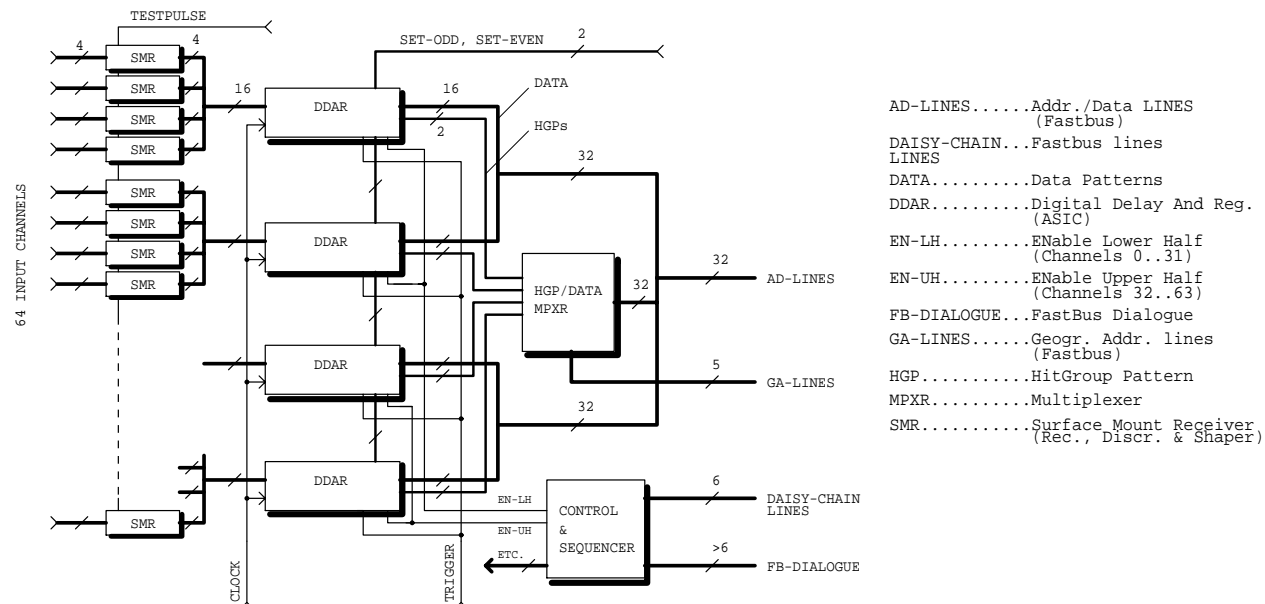 TESTPULSE
4
4
SMR
SMR
SMR
SMR
16
SET-ODD, SET-EVEN
2
DDAR
16
2
DATA
HGPs
32
64 INPUT CHANNELS
SMR
SMR
SMR
SMR
DDAR
HGP/DATA
MPXR
32
32
AD-LINES
DDAR
5
GA-LINES
32
DDAR
SMR
EN-LH
EN-UH
ETC.
CONTROL
&
SEQUENCER
6
DAISY-CHAIN
LINES
>6
FB-DIALOGUE
CLOCK
TRIGGER
AD-LINES......Addr./Data LINES
(Fastbus)
DAISY-CHAIN...Fastbus lines
LINES
DATA..........Data Patterns
DDAR..........Digital Delay And Reg.
(ASIC)
EN-LH.........ENable Lower Half
(Channels 0..31)
EN-UH.........ENable Upper Half
(Channels 32..63)
FB-DIALOGUE...FastBus Dialogue
GA-LINES......Geogr. Addr. lines
(Fastbus)
HGP...........HitGroup Pattern
MPXR..........Multiplexer
SMR...........Surface Mount Receiver
(Rec., Discr. & Shaper)